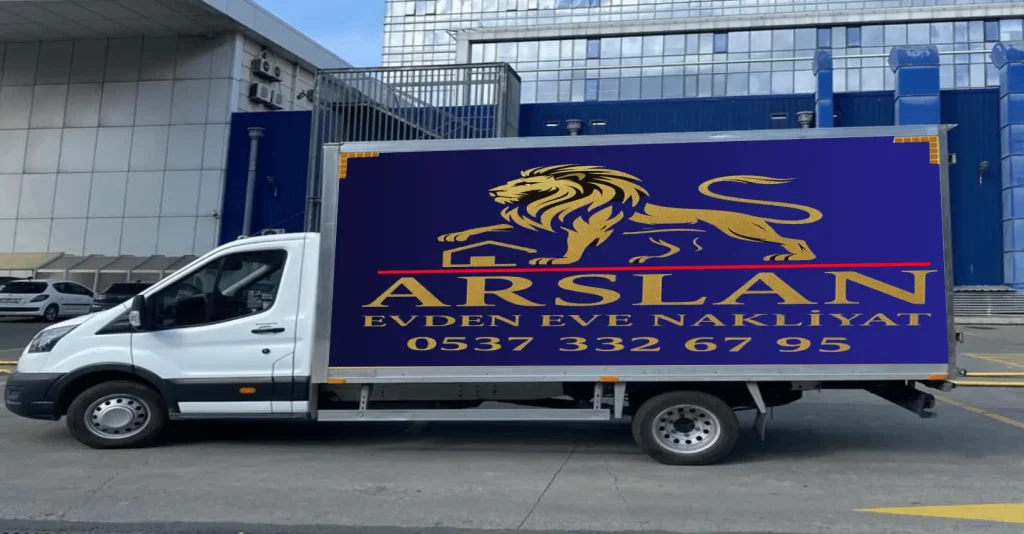 ARSLAN
EVDEN EVE NAKLİYAT
0537 332 67 95